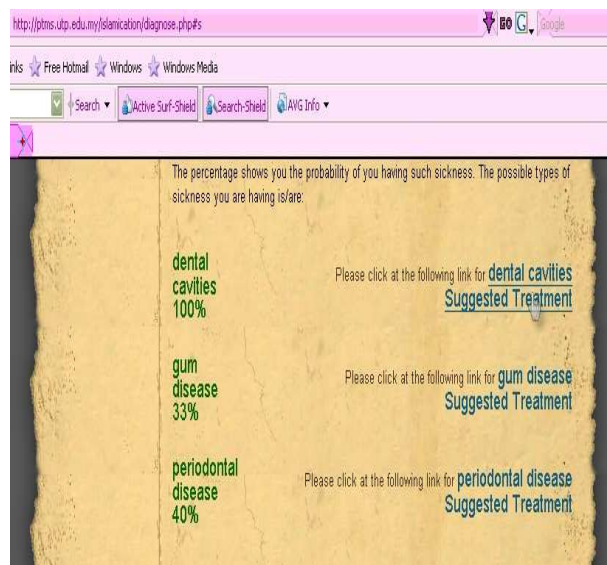 http://ptms.utp.edu.my/islamication/diagnose.php#s GO G Google
inks Free Hotmail Windows Windows Media
Search Active Surf-Shield Search-Shield AVG Info
The percentage shows you the probability of you having such sickness. The possible types of
sickness you are having is/are:
dental
cavities
100%
Please click at the following link for dental cavities
Suggested Treatment
gum
disease
33%
Please click at the following link for gum disease
Suggested Treatment
periodontal
disease
40%
Please click at the following link for periodontal disease
Suggested Treatment